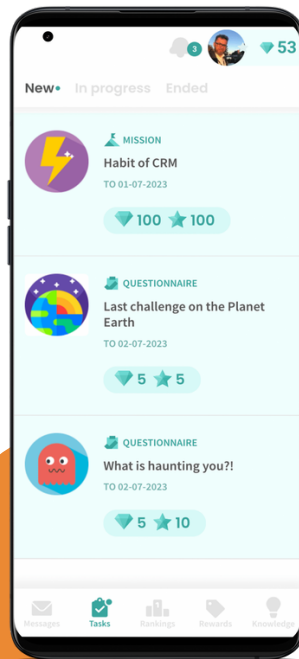 3
53
New• In progress Ended
MISSION
Habit of CRM
TO 01-07-2023
100 100
QUESTIONNAIRE
Last challenge on the Planet
Earth
TO 02-07-2023
5 5
QUESTIONNAIRE
What is haunting you?!
TO 02-07-2023
5 10
Messages Tasks Rankings Rewards Knowledge